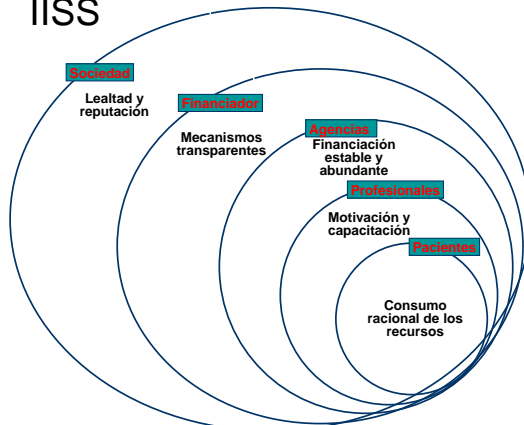 IISS
Sociedad
Lealtad y
reputación
Financiador
Mecanismos
transparentes
Agencias
Financiación
estable y
abundante
Profesionales
Motivación y
capacitación
Pacientes
Consumo
racional de los
recursos